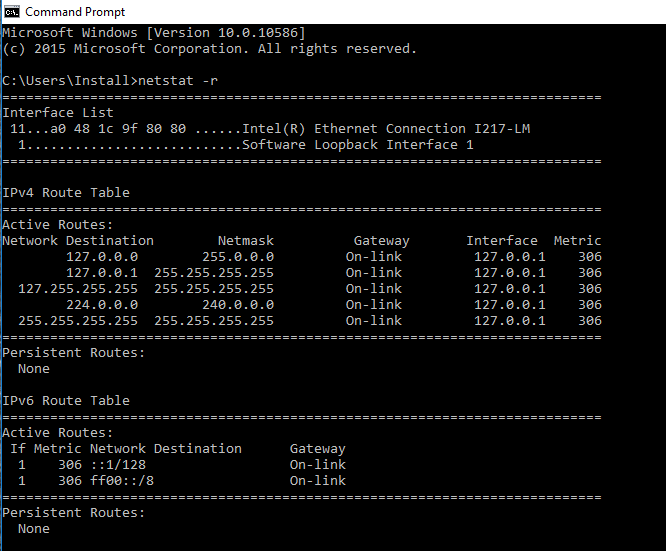 Command Prompt
Microsoft Windows [Version 10.0.10586]
(c) 2015 Microsoft Corporation. All rights reserved.
C:\Users\Install>netstat -r
===========================================================================
Interface List
 11...a0 48 1c 9f 80 80 ......Intel(R) Ethernet Connection I217-LM
  1...........................Software Loopback Interface 1
===========================================================================
IPv4 Route Table
===========================================================================
Active Routes:
Network Destination        Netmask          Gateway       Interface  Metric
        127.0.0.0        255.0.0.0         On-link         127.0.0.1    306
        127.0.0.1  255.255.255.255         On-link         127.0.0.1    306
  127.255.255.255  255.255.255.255         On-link         127.0.0.1    306
        224.0.0.0        240.0.0.0         On-link         127.0.0.1    306
  255.255.255.255  255.255.255.255         On-link         127.0.0.1    306
===========================================================================
Persistent Routes:
  None
IPv6 Route Table
===========================================================================
Active Routes:
 If Metric Network Destination      Gateway
  1    306 ::1/128                  On-link
  1    306 ff00::/8                 On-link
===========================================================================
Persistent Routes:
  None